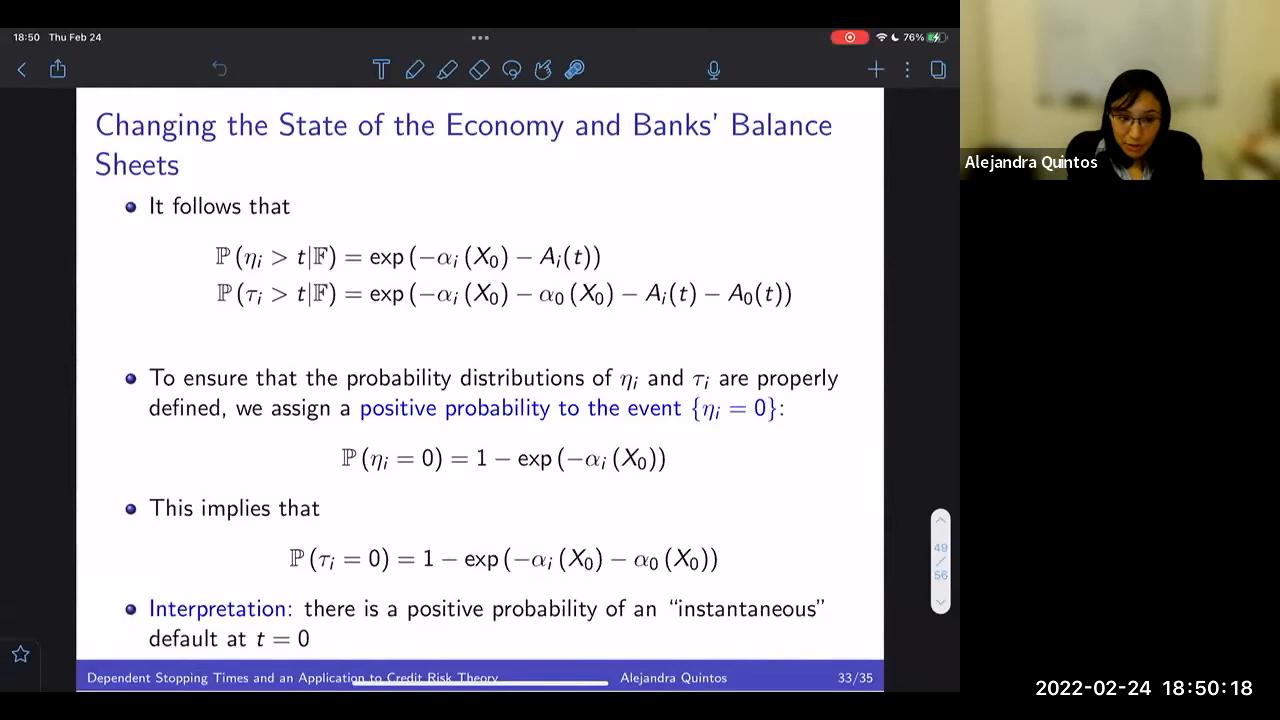 18:50 Thu Feb 24
76%
Changing the State of the Economy and Banks' Balance
Sheets
It follows that
ℙ (ηᵢ > t|𝔽) = exp (−αᵢ (X₀) − Aᵢ(t))
ℙ (τᵢ > t|𝔽) = exp (−αᵢ (X₀) − α₀ (X₀) − Aᵢ(t) − A₀(t))
To ensure that the probability distributions of ηᵢ and τᵢ are properly
defined, we assign a positive probability to the event {ηᵢ = 0}:
ℙ (ηᵢ = 0) = 1 − exp (−αᵢ (X₀))
This implies that
ℙ (τᵢ = 0) = 1 − exp (−αᵢ (X₀) − α₀ (X₀))
Interpretation: there is a positive probability of an “instantaneous”
default at t = 0
Dependent Stopping Times and an Application to Credit Risk Theory Alejandra Quintos 33/35
49
/
56
Alejandra Quintos
2022-02-24 18:50:18